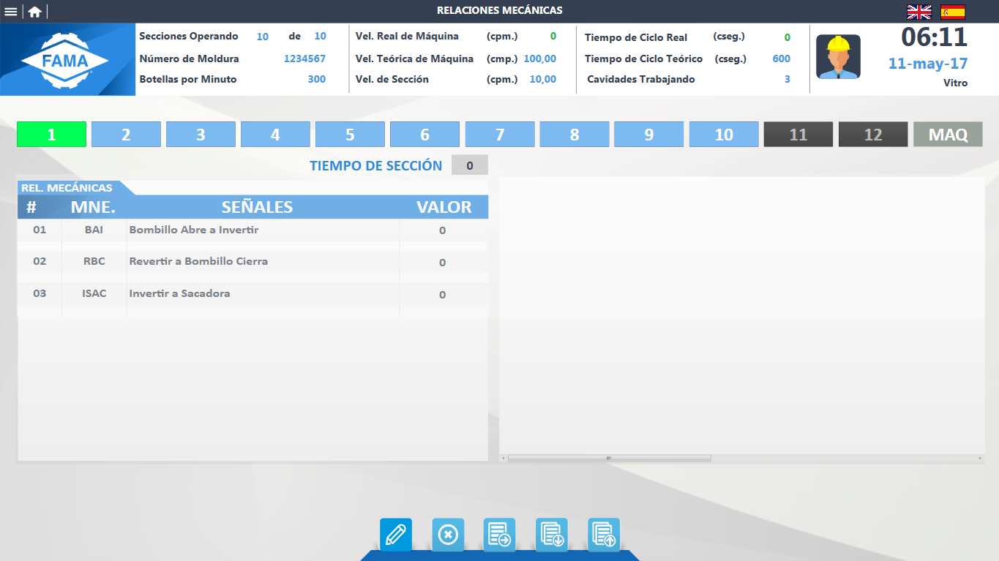 RELACIONES MECÁNICAS
FAMA
Secciones Operando 10 de 10
Número de Moldura 1234567
Botellas por Minuto 300
Vel. Real de Máquina (cpm.) 0
Vel. Teórica de Máquina (cmp.) 100,00
Vel. de Sección (cpm.) 10,00
Tiempo de Ciclo Real (cseg.) 0
Tiempo de Ciclo Teórico (cseg.) 600
Cavidades Trabajando 3
06:11
11-may-17
Vitro
1 2 3 4 5 6 7 8 9 10 11 12 MAQ
TIEMPO DE SECCIÓN 0
REL. MECÁNICAS
# MNE. SEÑALES VALOR
01 BAI Bombillo Abre a Invertir 0
02 RBC Revertir a Bombillo Cierra 0
03 ISAC Invertir a Sacadora 0